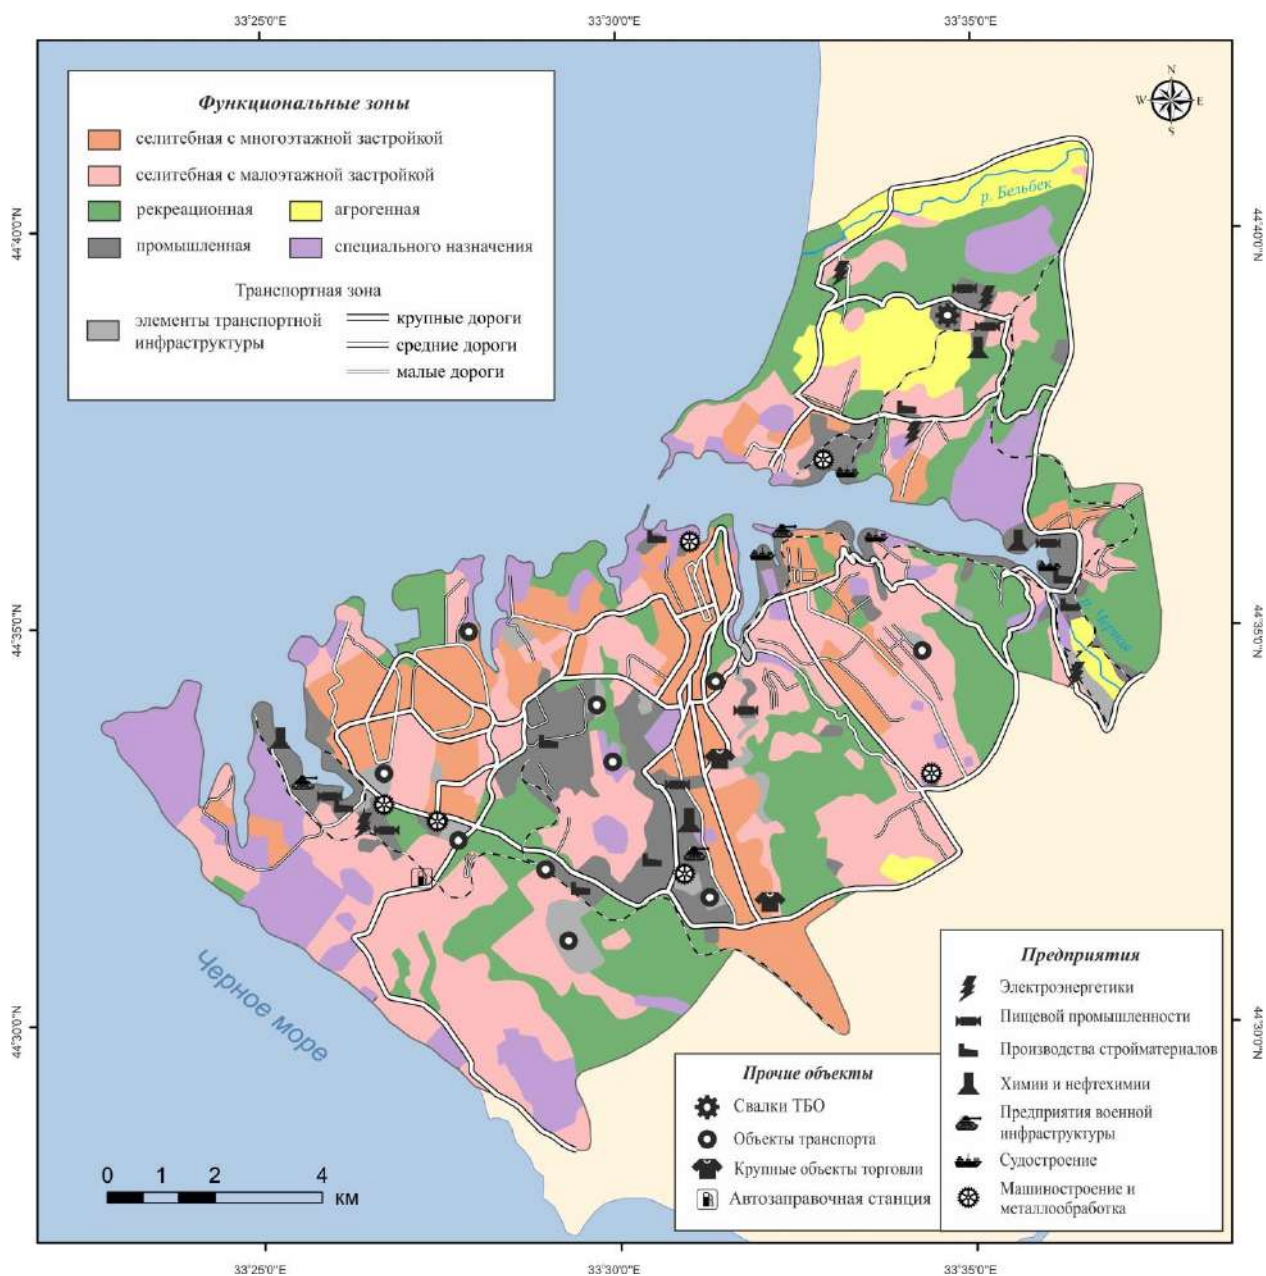 33°25'0"E
33°30'0"E
33°35'0"E
Функциональные зоны
селитебная с многоэтажной застройкой
селитебная с малоэтажной застройкой
рекреационная
агрогенная
промышленная
специального назначения
Транспортная зона
элементы транспортной
инфраструктуры
крупные дороги
средние дороги
малые дороги
N
W
E
S
р. Бельбек
44°40'0"N
44°40'0"N
44°35'0"N
44°35'0"N
р. Черная
Черное море
44°30'0"N
44°30'0"N
Предприятия
Электроэнергетики
Пищевой промышленности
Производства стройматериалов
Химии и нефтехимии
Предприятия военной
инфраструктуры
Судостроение
Машиностроение и
металлообработка
Прочие объекты
Свалки ТБО
Объекты транспорта
Крупные объекты торговли
Автозаправочная станция
0 1 2 4
км
33°25'0"E
33°30'0"E
33°35'0"E